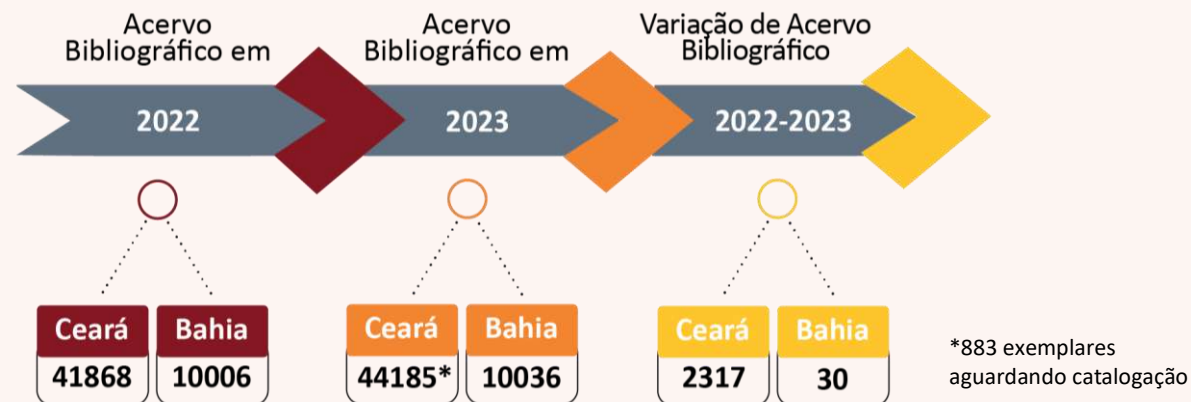 Acervo
Bibliográfico em
2022
Acervo
Bibliográfico em
2023
Variação de Acervo
Bibliográfico
2022-2023
Ceará
Bahia
41868
10006
Ceará
Bahia
44185*
10036
Ceará
Bahia
2317
30
*883 exemplares
aguardando catalogação